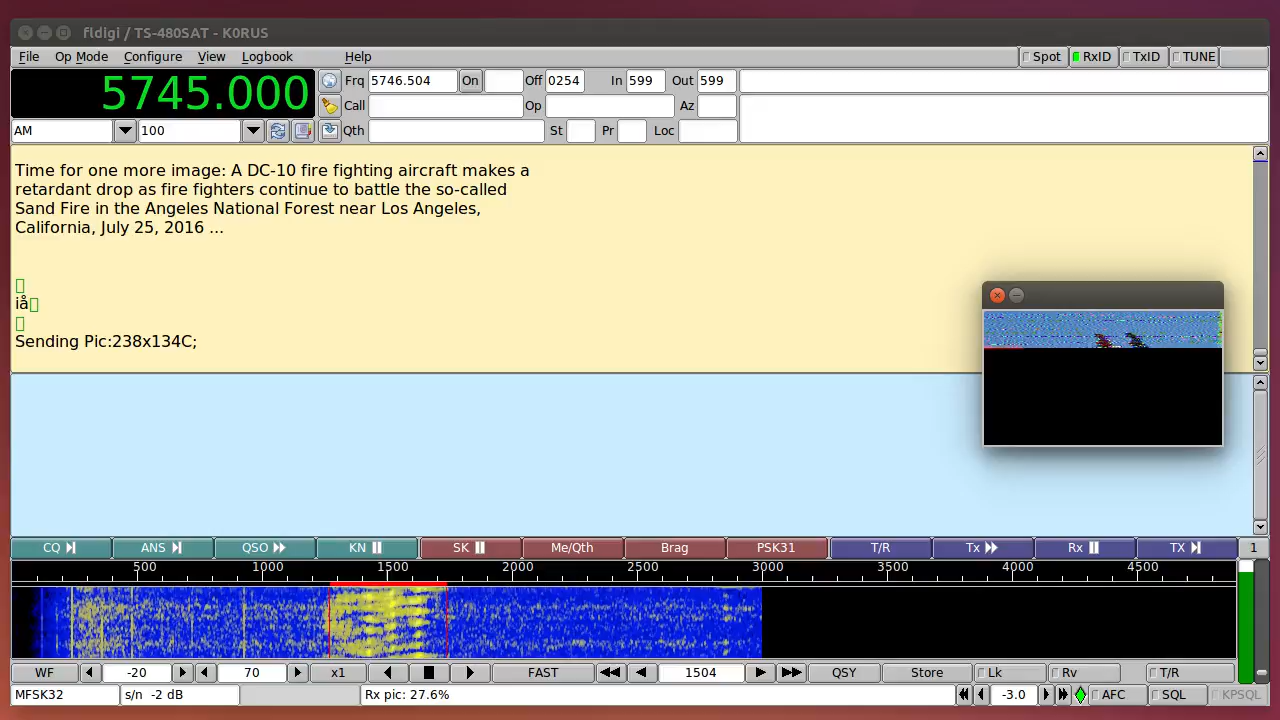 fldigi / TS-480SAT - K0RUS
File Op Mode Configure View Logbook Help Spot RxID TxID TUNE
5745.000
Frq 5746.504 On Off 0254 In 599 Out 599
Call Op Az
AM 100 Qth St Pr Loc
Time for one more image: A DC-10 fire fighting aircraft makes a
retardant drop as fire fighters continue to battle the so-called
Sand Fire in the Angeles National Forest near Los Angeles,
California, July 25, 2016 ...
iå
Sending Pic:238x134C;
CQ ANS QSO KN SK Me/Qth Brag PSK31 T/R Tx Rx TX 1
500 1000 1500 2000 2500 3000 3500 4000 4500
WF -20 70 x1 FAST 1504 QSY Store Lk Rv T/R
MFSK32 s/n -2 dB Rx pic: 27.6% -3.0 AFC SQL KPSQL